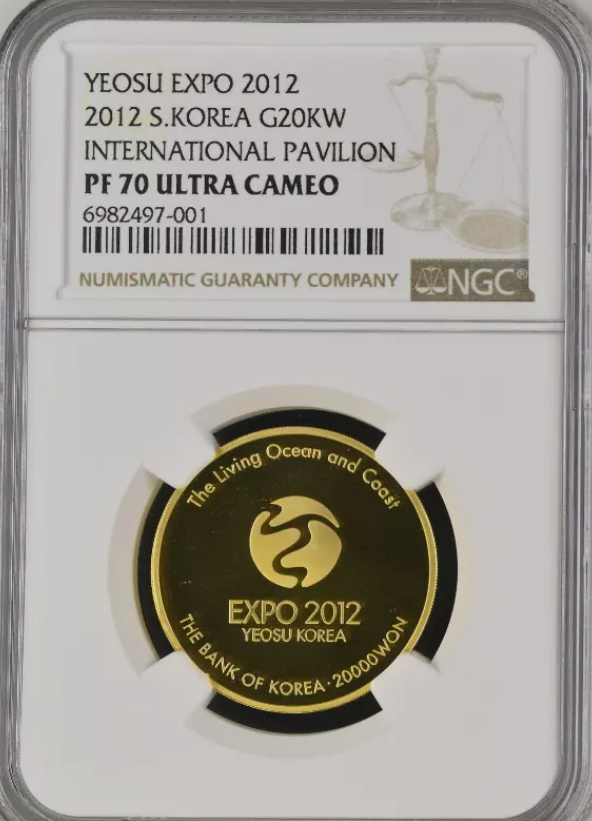 YEOSU EXPO 2012
2012 S.KOREA G20KW
INTERNATIONAL PAVILION
PF 70 ULTRA CAMEO
6982497-001
NUMISMATIC GUARANTY COMPANY
NGC®
The Living Ocean and Coast
EXPO 2012
YEOSU KOREA
THE BANK OF KOREA·20000WON